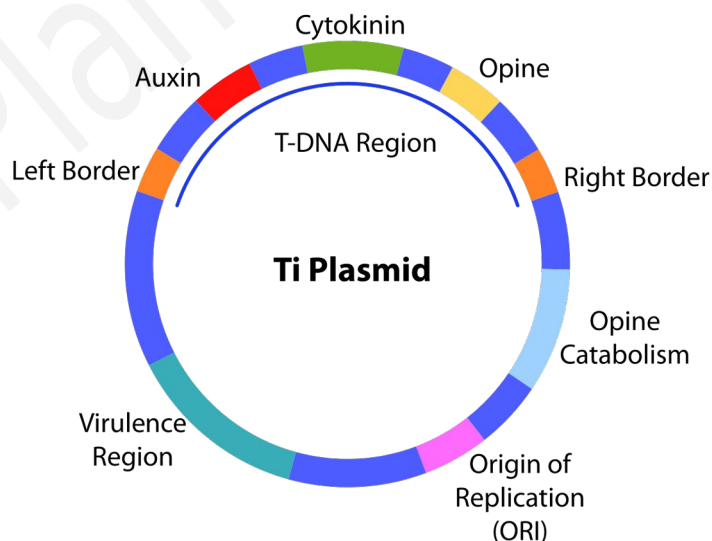 Cytokinin
Auxin
Opine
T-DNA Region
Left Border
Right Border
Ti Plasmid
Opine
Catabolism
Virulence
Region
Origin of
Replication
(ORI)
Plan